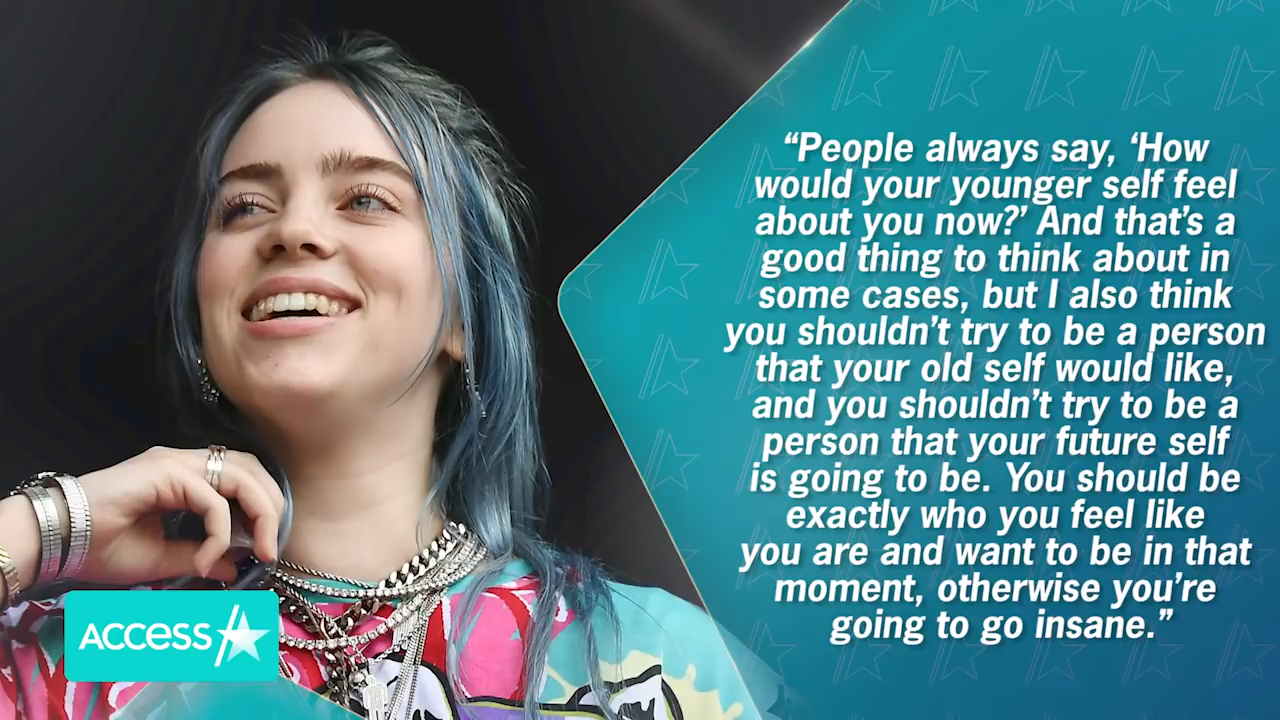 “People always say, ‘How
would your younger self feel
about you now?’ And that’s a
good thing to think about in
some cases, but I also think
you shouldn’t try to be a person
that your old self would like,
and you shouldn’t try to be a
person that your future self
is going to be. You should be
exactly who you feel like
you are and want to be in that
moment, otherwise you’re
going to go insane.”
ACCESS